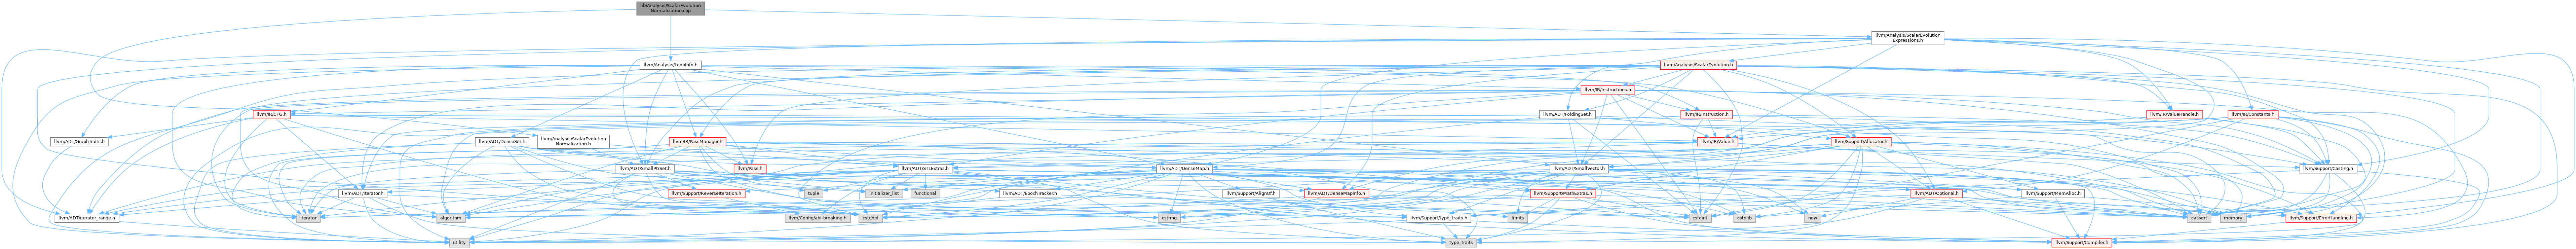 lib/Analysis/ScalarEvolution
Normalization.cpp
llvm/Analysis/ScalarEvolution
Expressions.h
llvm/Analysis/LoopInfo.h
llvm/Analysis/ScalarEvolution.h
llvm/IR/Instructions.h
llvm/IR/CFG.h
llvm/ADT/FoldingSet.h
llvm/IR/Instruction.h
llvm/IR/ValueHandle.h
llvm/IR/Constants.h
llvm/ADT/GraphTraits.h
llvm/ADT/DenseSet.h
llvm/Analysis/ScalarEvolution
Normalization.h
llvm/IR/PassManager.h
llvm/IR/Value.h
llvm/Support/Allocator.h
llvm/ADT/SmallPtrSet.h
llvm/Pass.h
llvm/ADT/STLExtras.h
llvm/ADT/DenseMap.h
llvm/ADT/SmallVector.h
llvm/Support/Casting.h
llvm/ADT/iterator.h
llvm/Support/ReverseIteration.h
tuple
initializer_list
functional
llvm/ADT/EpochTracker.h
llvm/Support/AlignOf.h
llvm/ADT/DenseMapInfo.h
llvm/Support/MathExtras.h
llvm/ADT/Optional.h
llvm/Support/MemAlloc.h
llvm/ADT/iterator_range.h
iterator
algorithm
llvm/Config/abi-breaking.h
cstddef
cstring
llvm/Support/type_traits.h
limits
cstdint
cstdlib
new
cassert
memory
llvm/Support/ErrorHandling.h
utility
type_traits
llvm/Support/Compiler.h